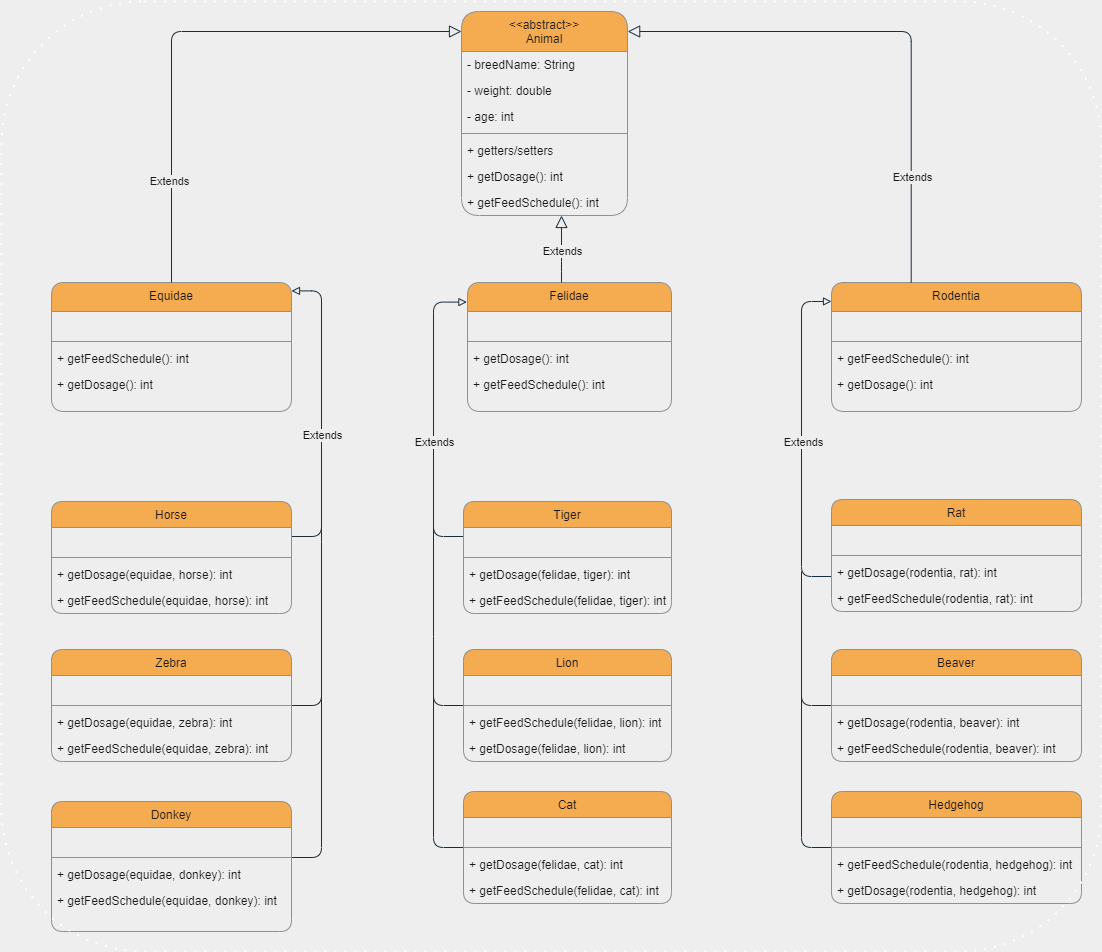 <<abstract>>
Animal
- breedName: String
- weight: double
- age: int
+ getters/setters
+ getDosage(): int
+ getFeedSchedule(): int
Extends
Extends
Extends
Equidae
+ getFeedSchedule(): int
+ getDosage(): int
Felidae
+ getDosage(): int
+ getFeedSchedule(): int
Rodentia
+ getFeedSchedule(): int
+ getDosage(): int
Extends
Extends
Extends
Horse
+ getDosage(equidae, horse): int
+ getFeedSchedule(equidae, horse): int
Tiger
+ getDosage(felidae, tiger): int
+ getFeedSchedule(felidae, tiger): int
Rat
+ getDosage(rodentia, rat): int
+ getFeedSchedule(rodentia, rat): int
Zebra
+ getDosage(equidae, zebra): int
+ getFeedSchedule(equidae, zebra): int
Lion
+ getFeedSchedule(felidae, lion): int
+ getDosage(felidae, lion): int
Beaver
+ getDosage(rodentia, beaver): int
+ getFeedSchedule(rodentia, beaver): int
Donkey
+ getDosage(equidae, donkey): int
+ getFeedSchedule(equidae, donkey): int
Cat
+ getDosage(felidae, cat): int
+ getFeedSchedule(felidae, cat): int
Hedgehog
+ getFeedSchedule(rodentia, hedgehog): int
+ getDosage(rodentia, hedgehog): int